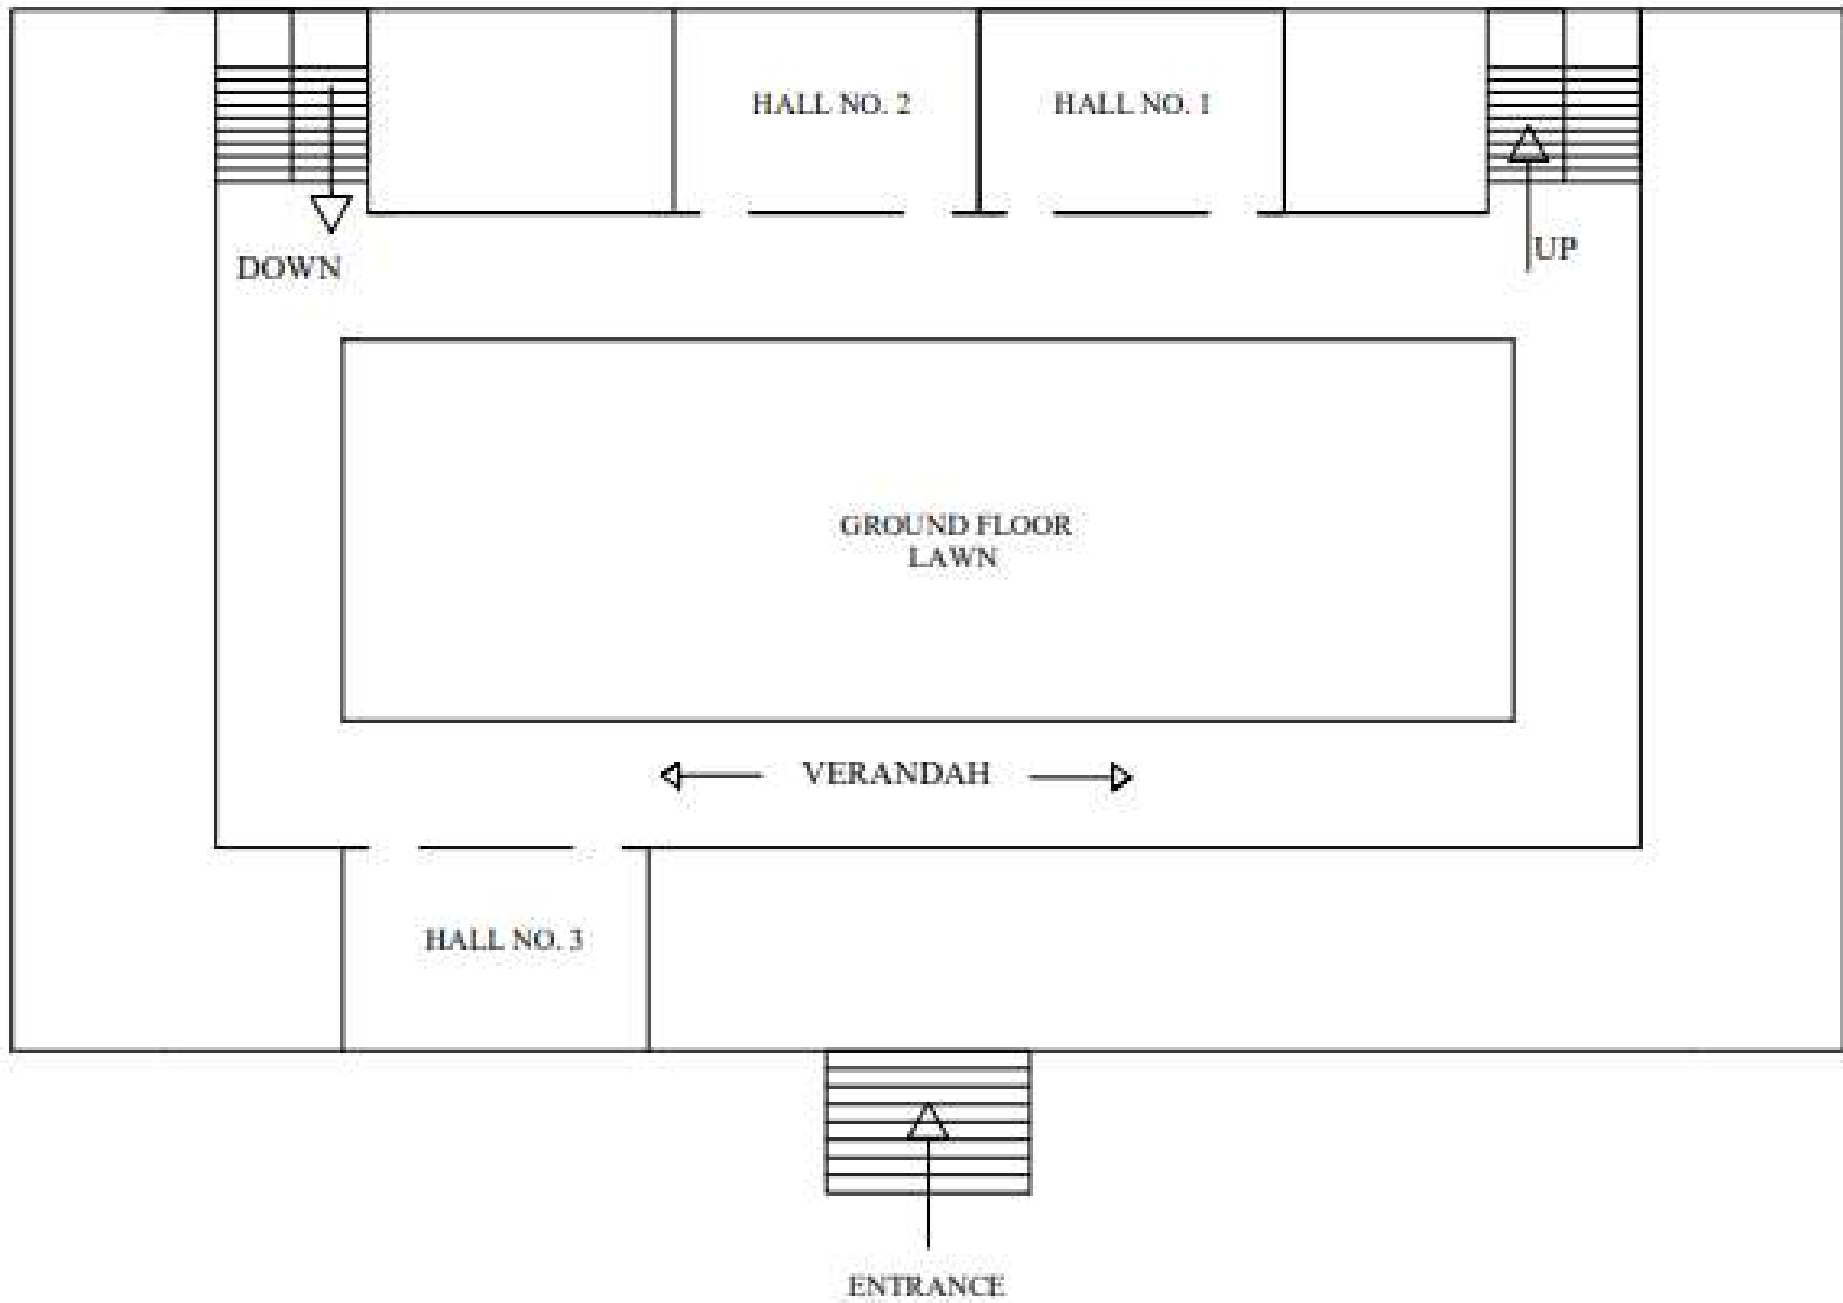 HALL NO. 2
HALL NO. 1
DOWN
UP
GROUND FLOOR
LAWN
VERANDAH
HALL NO. 3
ENTRANCE